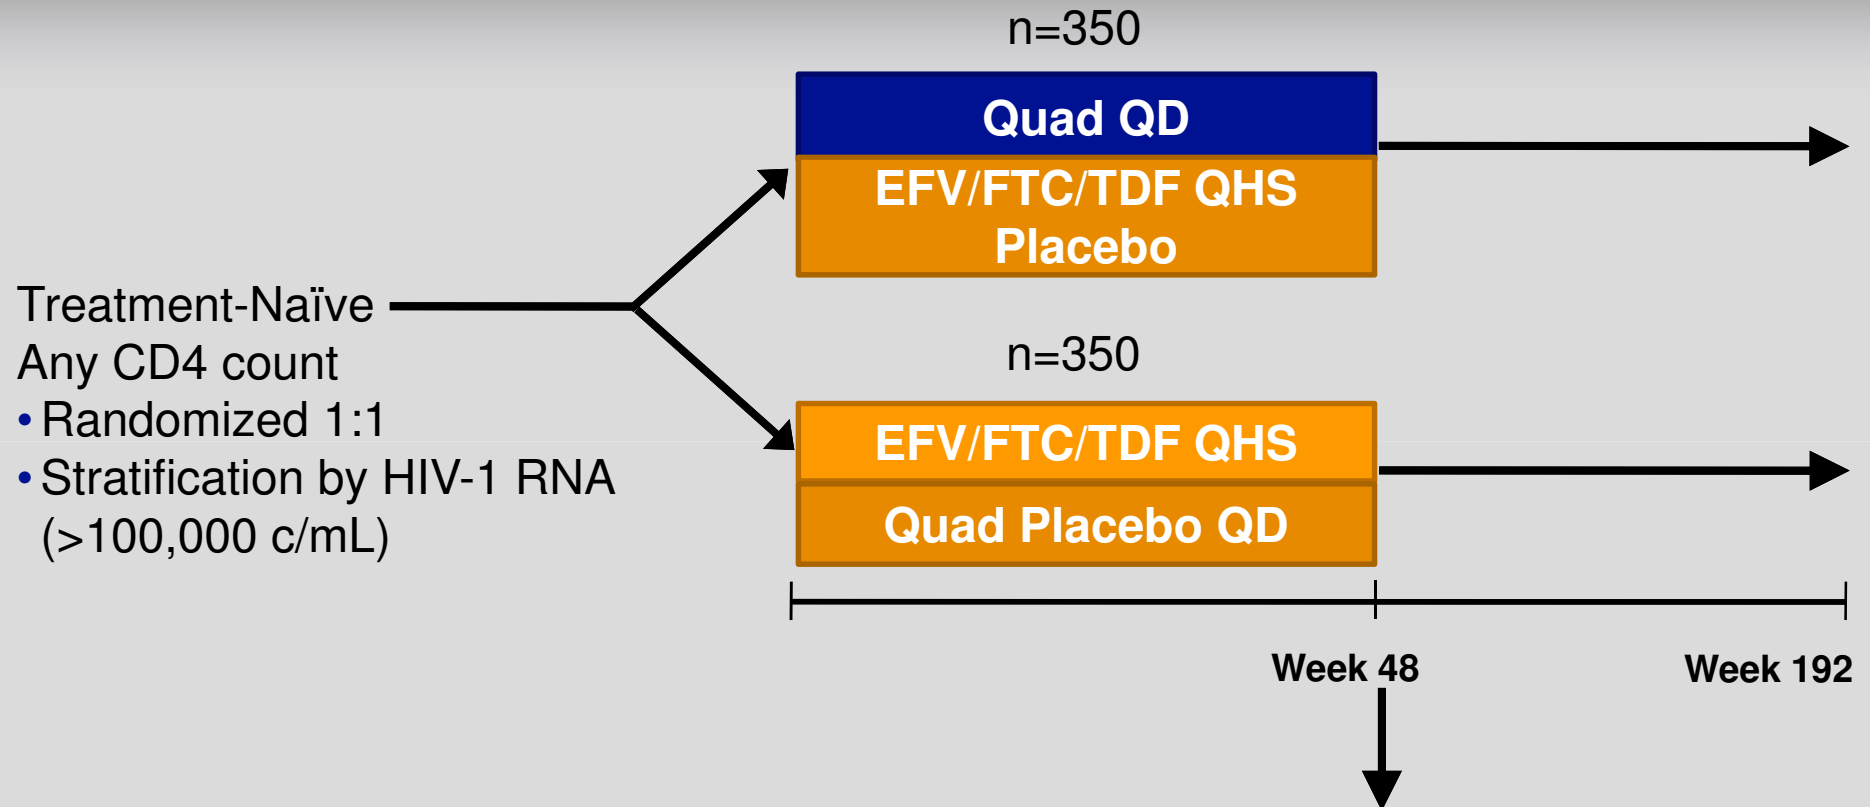 n=350
Quad QD
EFV/FTC/TDF QHS
Placebo
Treatment-Naïve
Any CD4 count
•Randomized 1:1
•Stratification by HIV-1 RNA
(>100,000 c/mL)
n=350
EFV/FTC/TDF QHS
Quad Placebo QD
Week 48
Week 192